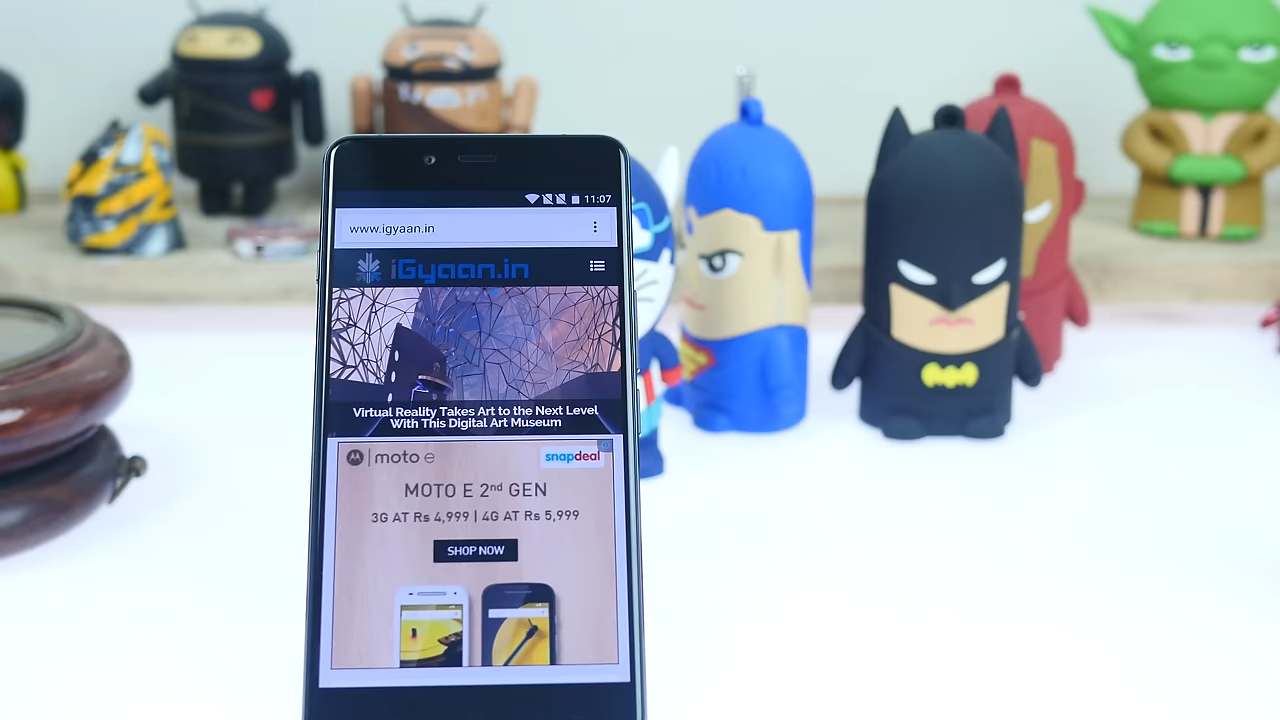 11:07
www.igyaan.in
iGyaan.in
Virtual Reality Takes Art to the Next Level
With This Digital Art Museum
moto e
snapdeal
MOTO E 2nd GEN
3G AT Rs 4,999 | 4G AT Rs 5,999
SHOP NOW